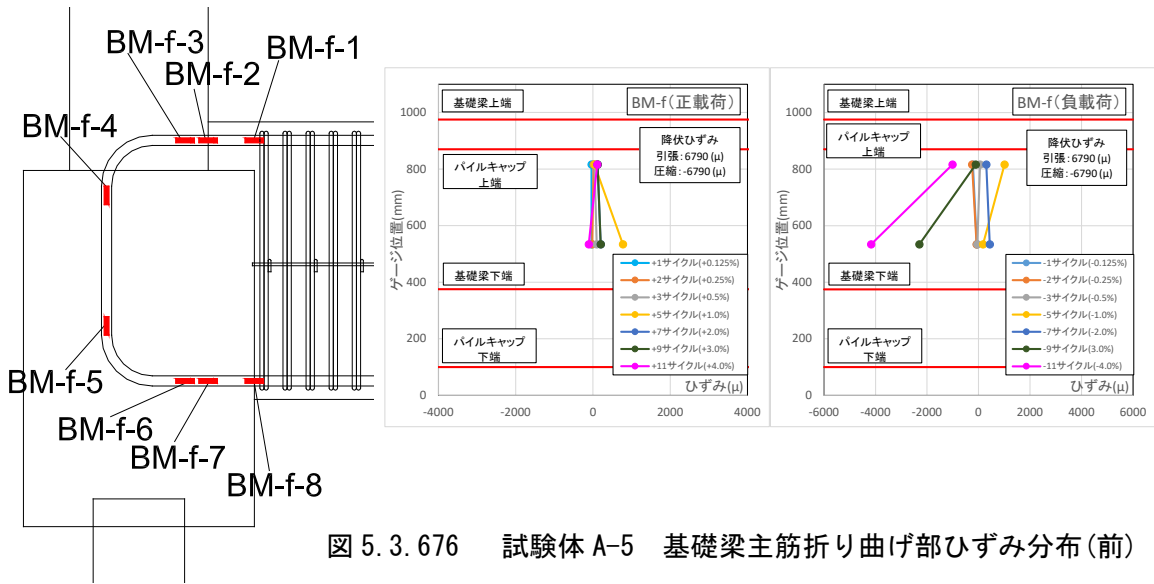 BM-f-3
BM-f-1
BM-f-2
BM-f-4
BM-f-5
BM-f-6
BM-f-7
BM-f-8
BM-f(正載荷)
基礎梁上端
降伏ひずみ
引張:6790(μ)
圧縮:-6790(μ)
パイルキャップ
上端
基礎梁下端
パイルキャップ
下端
ゲージ位置(mm)
1000
800
600
400
200
0
+1サイクル(+0.125%)
+2サイクル(+0.25%)
+3サイクル(+0.5%)
+5サイクル(+1.0%)
+7サイクル(+2.0%)
+9サイクル(+3.0%)
+11サイクル(+4.0%)
ひずみ(μ)
-4000 -2000 0 2000 4000
BM-f(負載荷)
基礎梁上端
パイルキャップ
上端
降伏ひずみ
引張:6790(μ)
圧縮:-6790(μ)
基礎梁下端
パイルキャップ
下端
ゲージ位置(mm)
1000
800
600
400
200
0
-1サイクル(-0.125%)
-2サイクル(-0.25%)
-3サイクル(-0.5%)
-5サイクル(-1.0%)
-7サイクル(-2.0%)
-9サイクル(3.0%)
-11サイクル(-4.0%)
ひずみ(μ)
-6000 -4000 -2000 0 2000 4000 6000
図 5.3.676 試験体 A-5 基礎梁主筋折り曲げ部ひずみ分布(前)